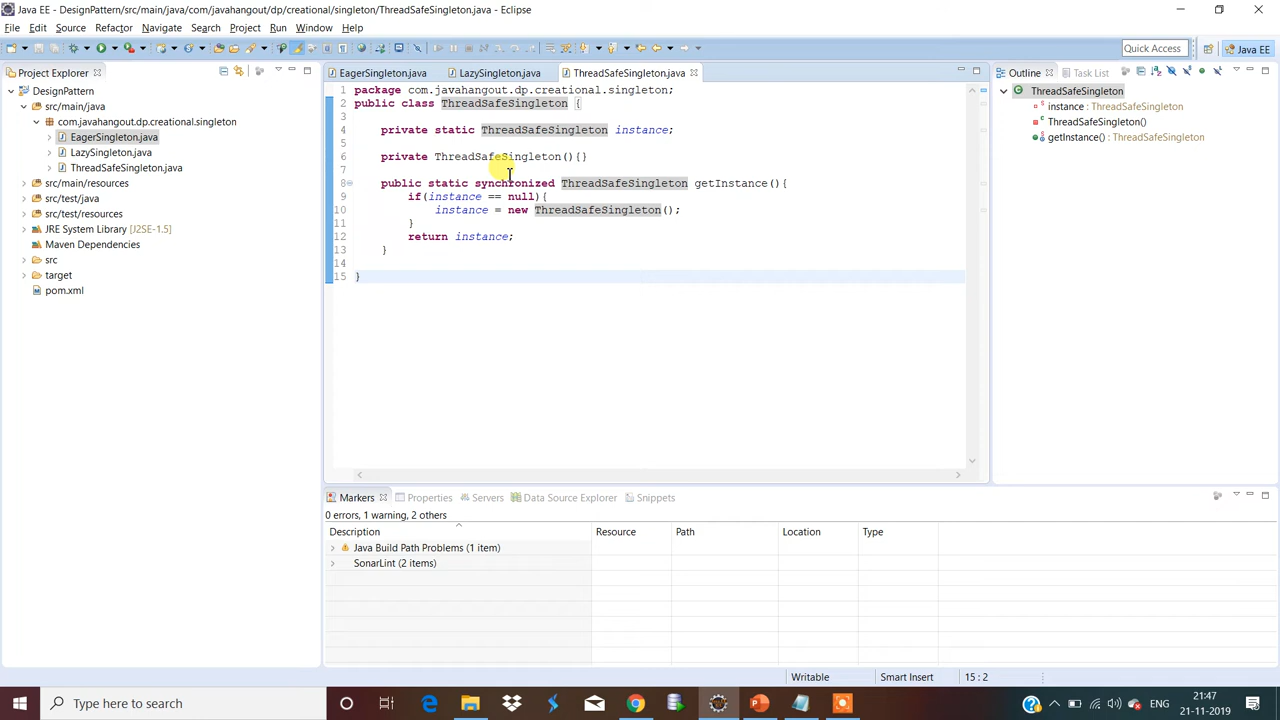 Java EE - DesignPattern/src/main/java/com/javahangout/dp/creational/singleton/ThreadSafeSingleton.java - Eclipse
File Edit Source Refactor Navigate Search Project Run Window Help
Quick Access
Java EE
Project Explorer
DesignPattern
src/main/java
com.javahangout.dp.creational.singleton
EagerSingleton.java
LazySingleton.java
ThreadSafeSingleton.java
src/main/resources
src/test/java
src/test/resources
JRE System Library [J2SE-1.5]
Maven Dependencies
src
target
pom.xml
EagerSingleton.java LazySingleton.java ThreadSafeSingleton.java
1 package com.javahangout.dp.creational.singleton;
2 public class ThreadSafeSingleton {
3
4 private static ThreadSafeSingleton instance;
5
6 private ThreadSafeSingleton(){}
7
8 public static synchronized ThreadSafeSingleton getInstance(){
9 if(instance == null){
10 instance = new ThreadSafeSingleton();
11 }
12 return instance;
13 }
14
15 }
Outline Task List
ThreadSafeSingleton
instance : ThreadSafeSingleton
ThreadSafeSingleton()
getInstance() : ThreadSafeSingleton
Markers Properties Servers Data Source Explorer Snippets
0 errors, 1 warning, 2 others
Description Resource Path Location Type
Java Build Path Problems (1 item)
SonarLint (2 items)
Writable Smart Insert 15 : 2
Type here to search
ENG
21:47
21-11-2019